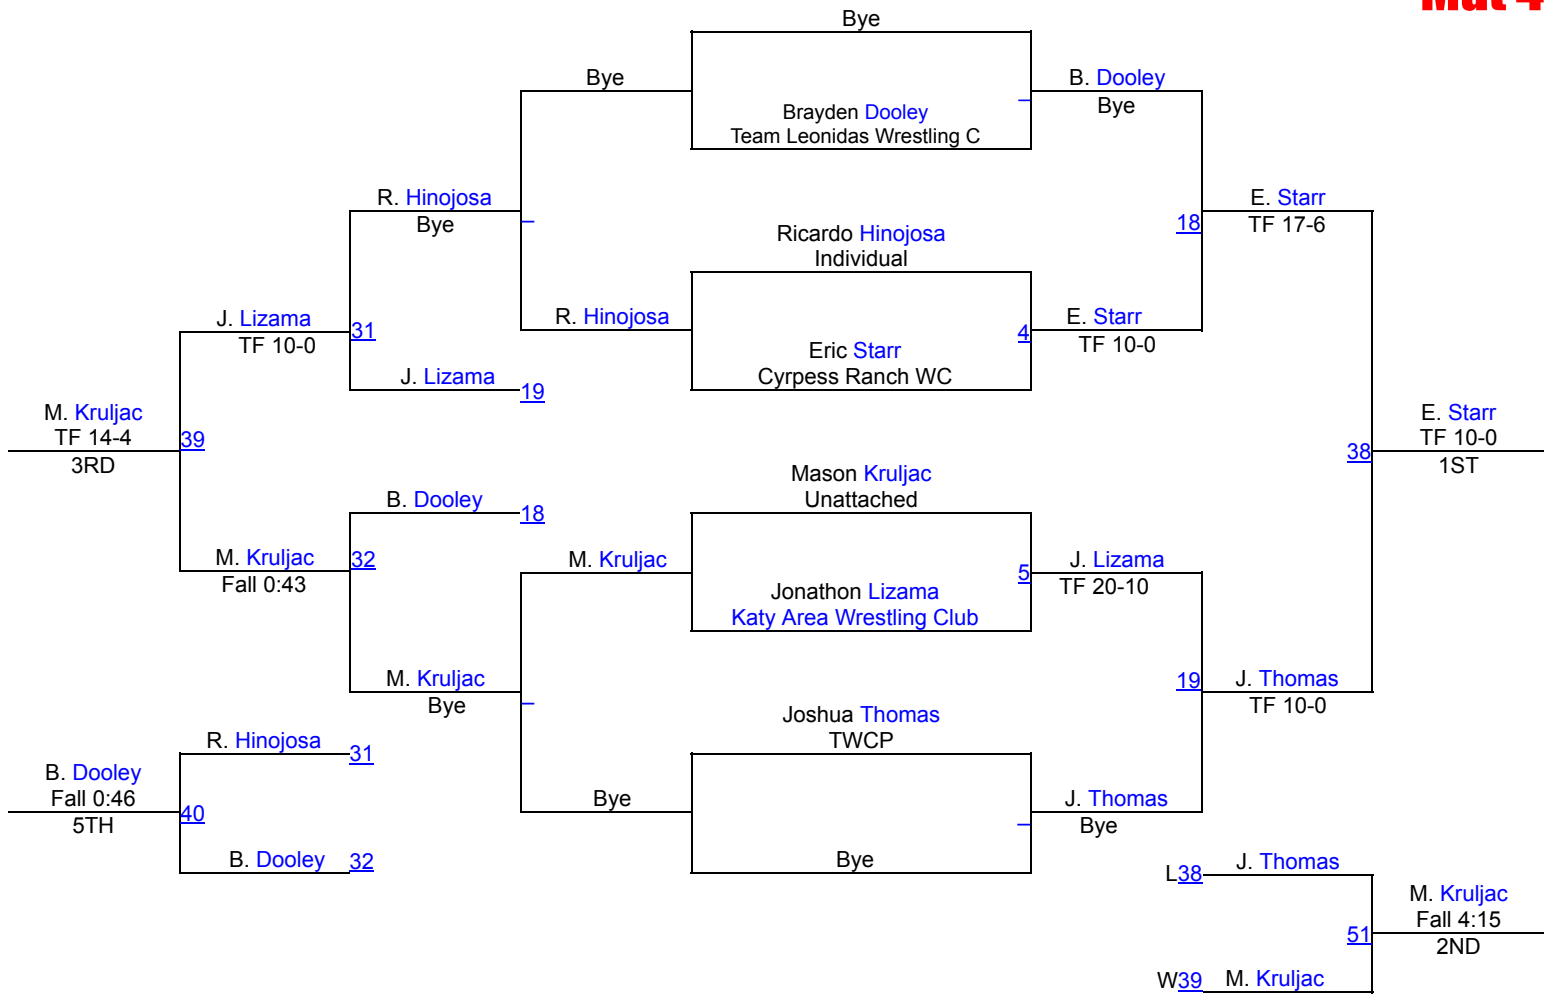 Mat 4
Bye
Bye
B. Dooley
Bye
Brayden Dooley
Team Leonidas Wrestling C
R. Hinojosa
Bye
E. Starr
TF 17-6
18
Ricardo Hinojosa
Individual
J. Lizama
TF 10-0
31
R. Hinojosa
E. Starr
TF 10-0
4
Eric Starr
Cyrpess Ranch WC
J. Lizama
19
M. Kruljac
TF 14-4
3RD
39
E. Starr
TF 10-0
1ST
38
Mason Kruljac
Unattached
B. Dooley
18
M. Kruljac
Fall 0:43
32
M. Kruljac
J. Lizama
TF 20-10
5
Jonathon Lizama
Katy Area Wrestling Club
M. Kruljac
Bye
19
J. Thomas
TF 10-0
Joshua Thomas
TWCP
R. Hinojosa
31
B. Dooley
Fall 0:46
5TH
40
Bye
J. Thomas
Bye
B. Dooley
32
Bye
L38
J. Thomas
M. Kruljac
Fall 4:15
2ND
51
W39
M. Kruljac